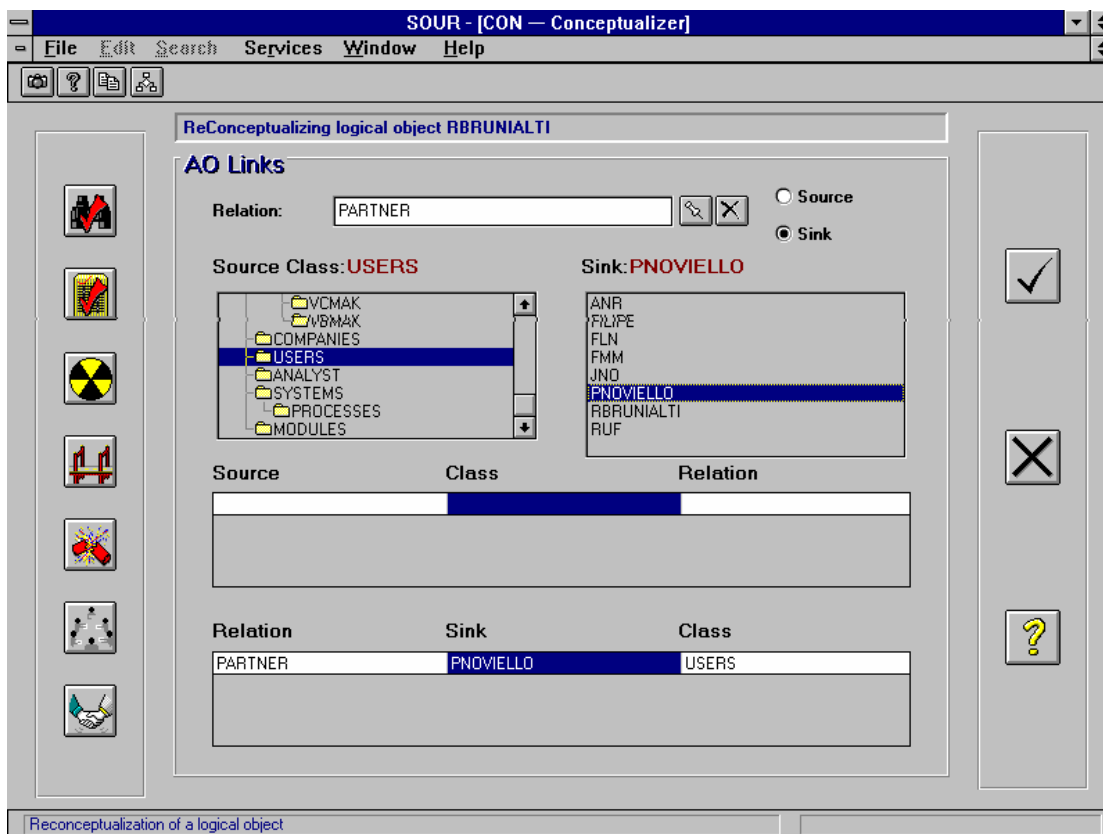 SOUR - [CON — Conceptualizer]
File Edit Search Services Window Help
ReConceptualizing logical object RBRUNIALTI
AO Links
Relation: PARTNER
Source
Sink
Source Class:USERS
Sink:PNOVIELLO
VCMAK
VBMAK
COMPANIES
USERS
ANALYST
SYSTEMS
PROCESSES
MODULES
ANR
FILIPE
FLN
FMM
JNO
PNOVIELLO
RBRUNIALTI
RUF
Source Class Relation
Relation Sink Class
PARTNER PNOVIELLO USERS
Reconceptualization of a logical object